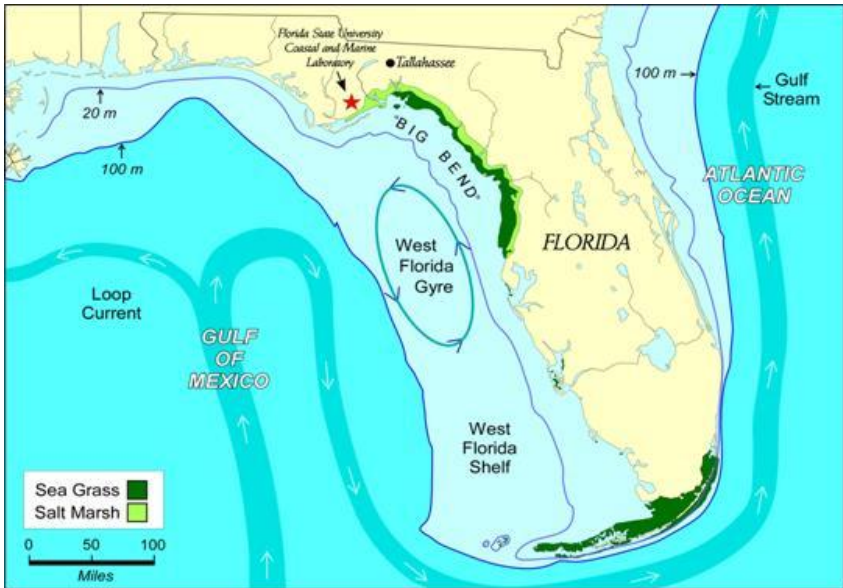 Florida State University
Coastal and Marine
Laboratory
Tallahassee
100 m
Gulf
Stream
20 m
100 m
"BIG BEND"
ATLANTIC
OCEAN
West
Florida
Gyre
FLORIDA
Loop
Current
GULF
OF
MEXICO
West
Florida
Shelf
Sea Grass
Salt Marsh
0 50 100
Miles